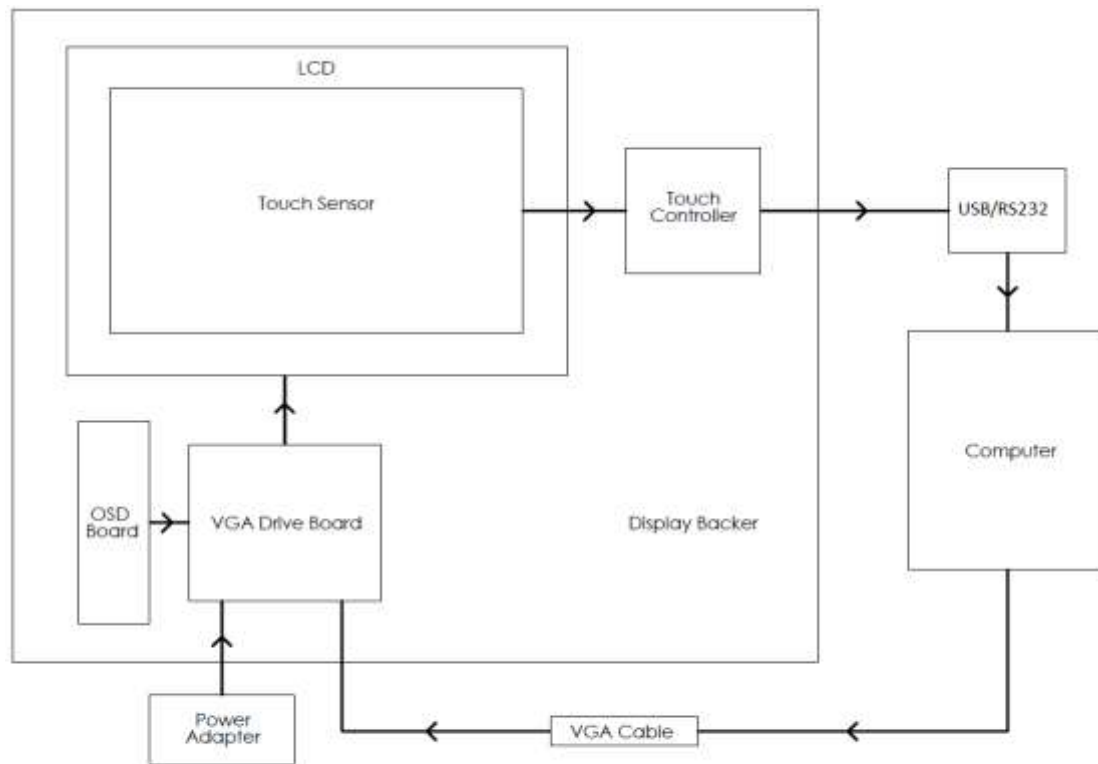 LCD
Touch Sensor
Touch
Controller
USB/RS232
Computer
OSD
Board
VGA Drive Board
Display Backer
Power
Adapter
VGA Cable